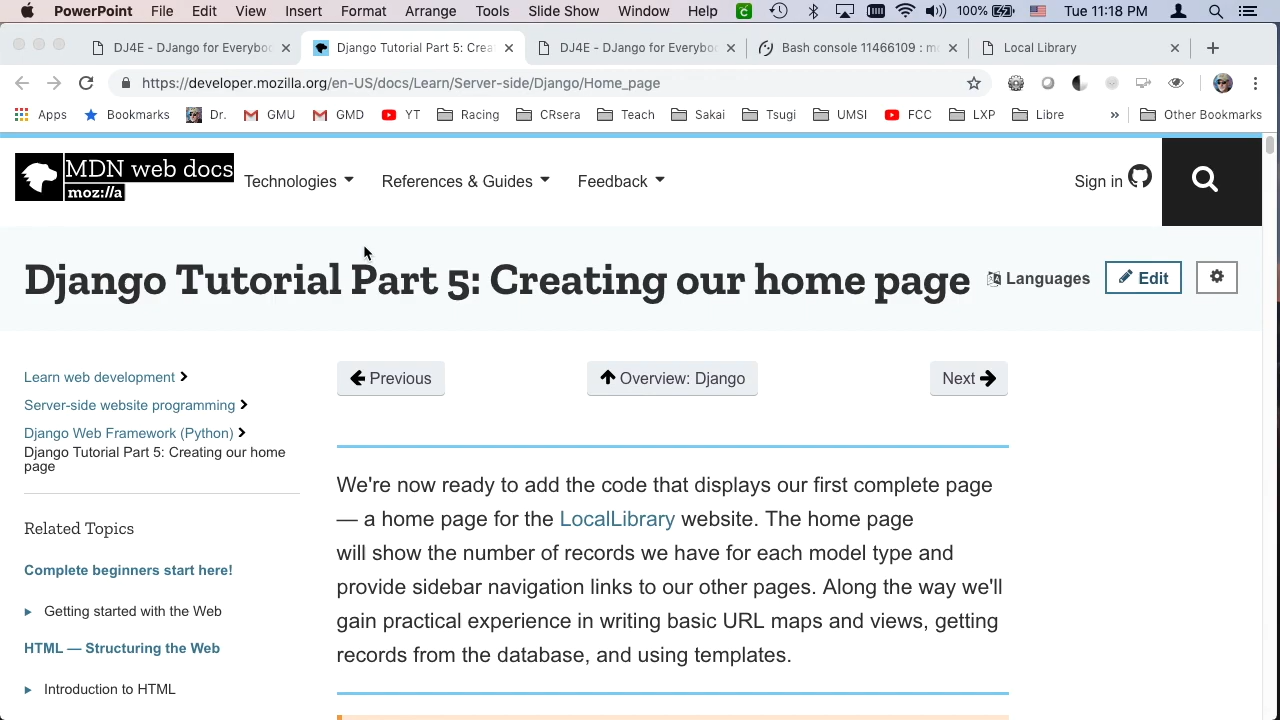 PowerPoint File Edit View Insert Format Arrange Tools Slide Show Window Help 100% Tue 11:18 PM
DJ4E - DJango for Everybo Django Tutorial Part 5: Crea DJ4E - DJango for Everybo Bash console 11466109 : m Local Library
https://developer.mozilla.org/en-US/docs/Learn/Server-side/Django/Home_page
Apps Bookmarks Dr. GMU GMD YT Racing CRsera Teach Sakai Tsugi UMSI FCC LXP Libre » Other Bookmarks
MDN web docs
moz://a
Technologies References & Guides Feedback Sign in
Django Tutorial Part 5: Creating our home page Languages Edit
Previous Overview: Django Next
Learn web development
Server-side website programming
Django Web Framework (Python)
Django Tutorial Part 5: Creating our home
page
Related Topics
Complete beginners start here!
Getting started with the Web
HTML — Structuring the Web
Introduction to HTML
We're now ready to add the code that displays our first complete page
— a home page for the LocalLibrary website. The home page
will show the number of records we have for each model type and
provide sidebar navigation links to our other pages. Along the way we'll
gain practical experience in writing basic URL maps and views, getting
records from the database, and using templates.